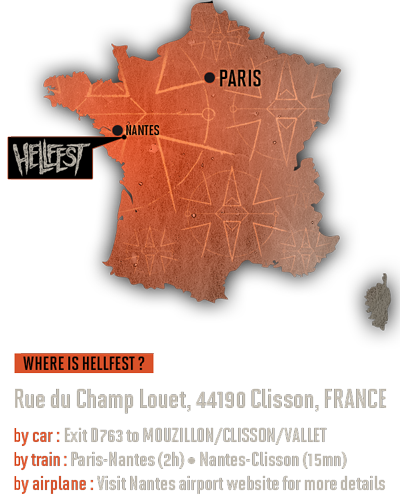 PARIS
NANTES
HELLFEST
WHERE IS HELLFEST ?
Rue du Champ Louet, 44190 Clisson, FRANCE
by car : Exit D763 to MOUZILLON/CLISSON/VALLET
by train : Paris-Nantes (2h) • Nantes-Clisson (15mn)
by airplane : Visit Nantes airport website for more details